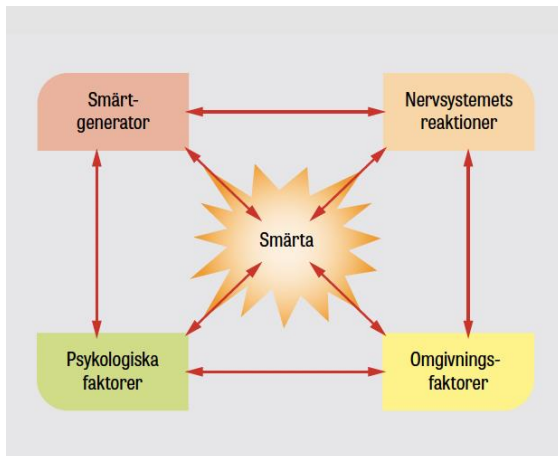 Smärt-
generator
Nervsystemets
reaktioner
Smärta
Psykologiska
faktorer
Omgivnings-
faktorer